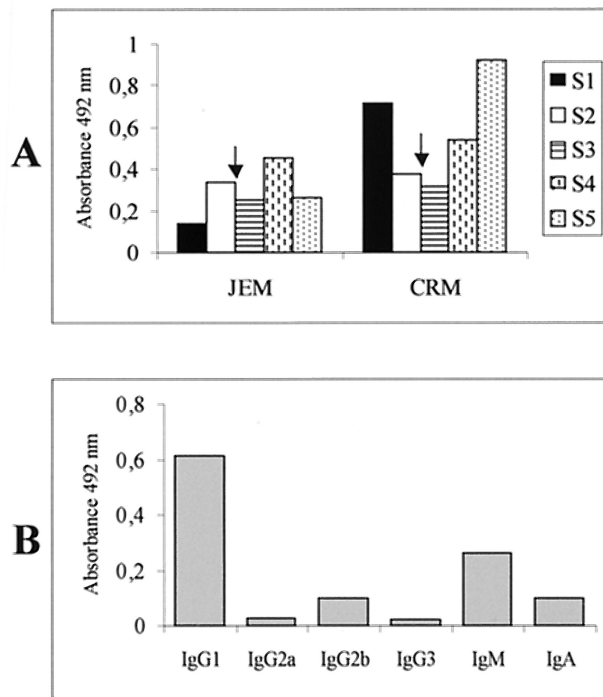 A
Absorbance 492 nm
1
0,8
0,6
0,4
0,2
0
JEM CRM
S1
S2
S3
S4
S5
B
Absorbance 492 nm
0,8
0,6
0,4
0,2
0
IgG1 IgG2a IgG2b IgG3 IgM IgA